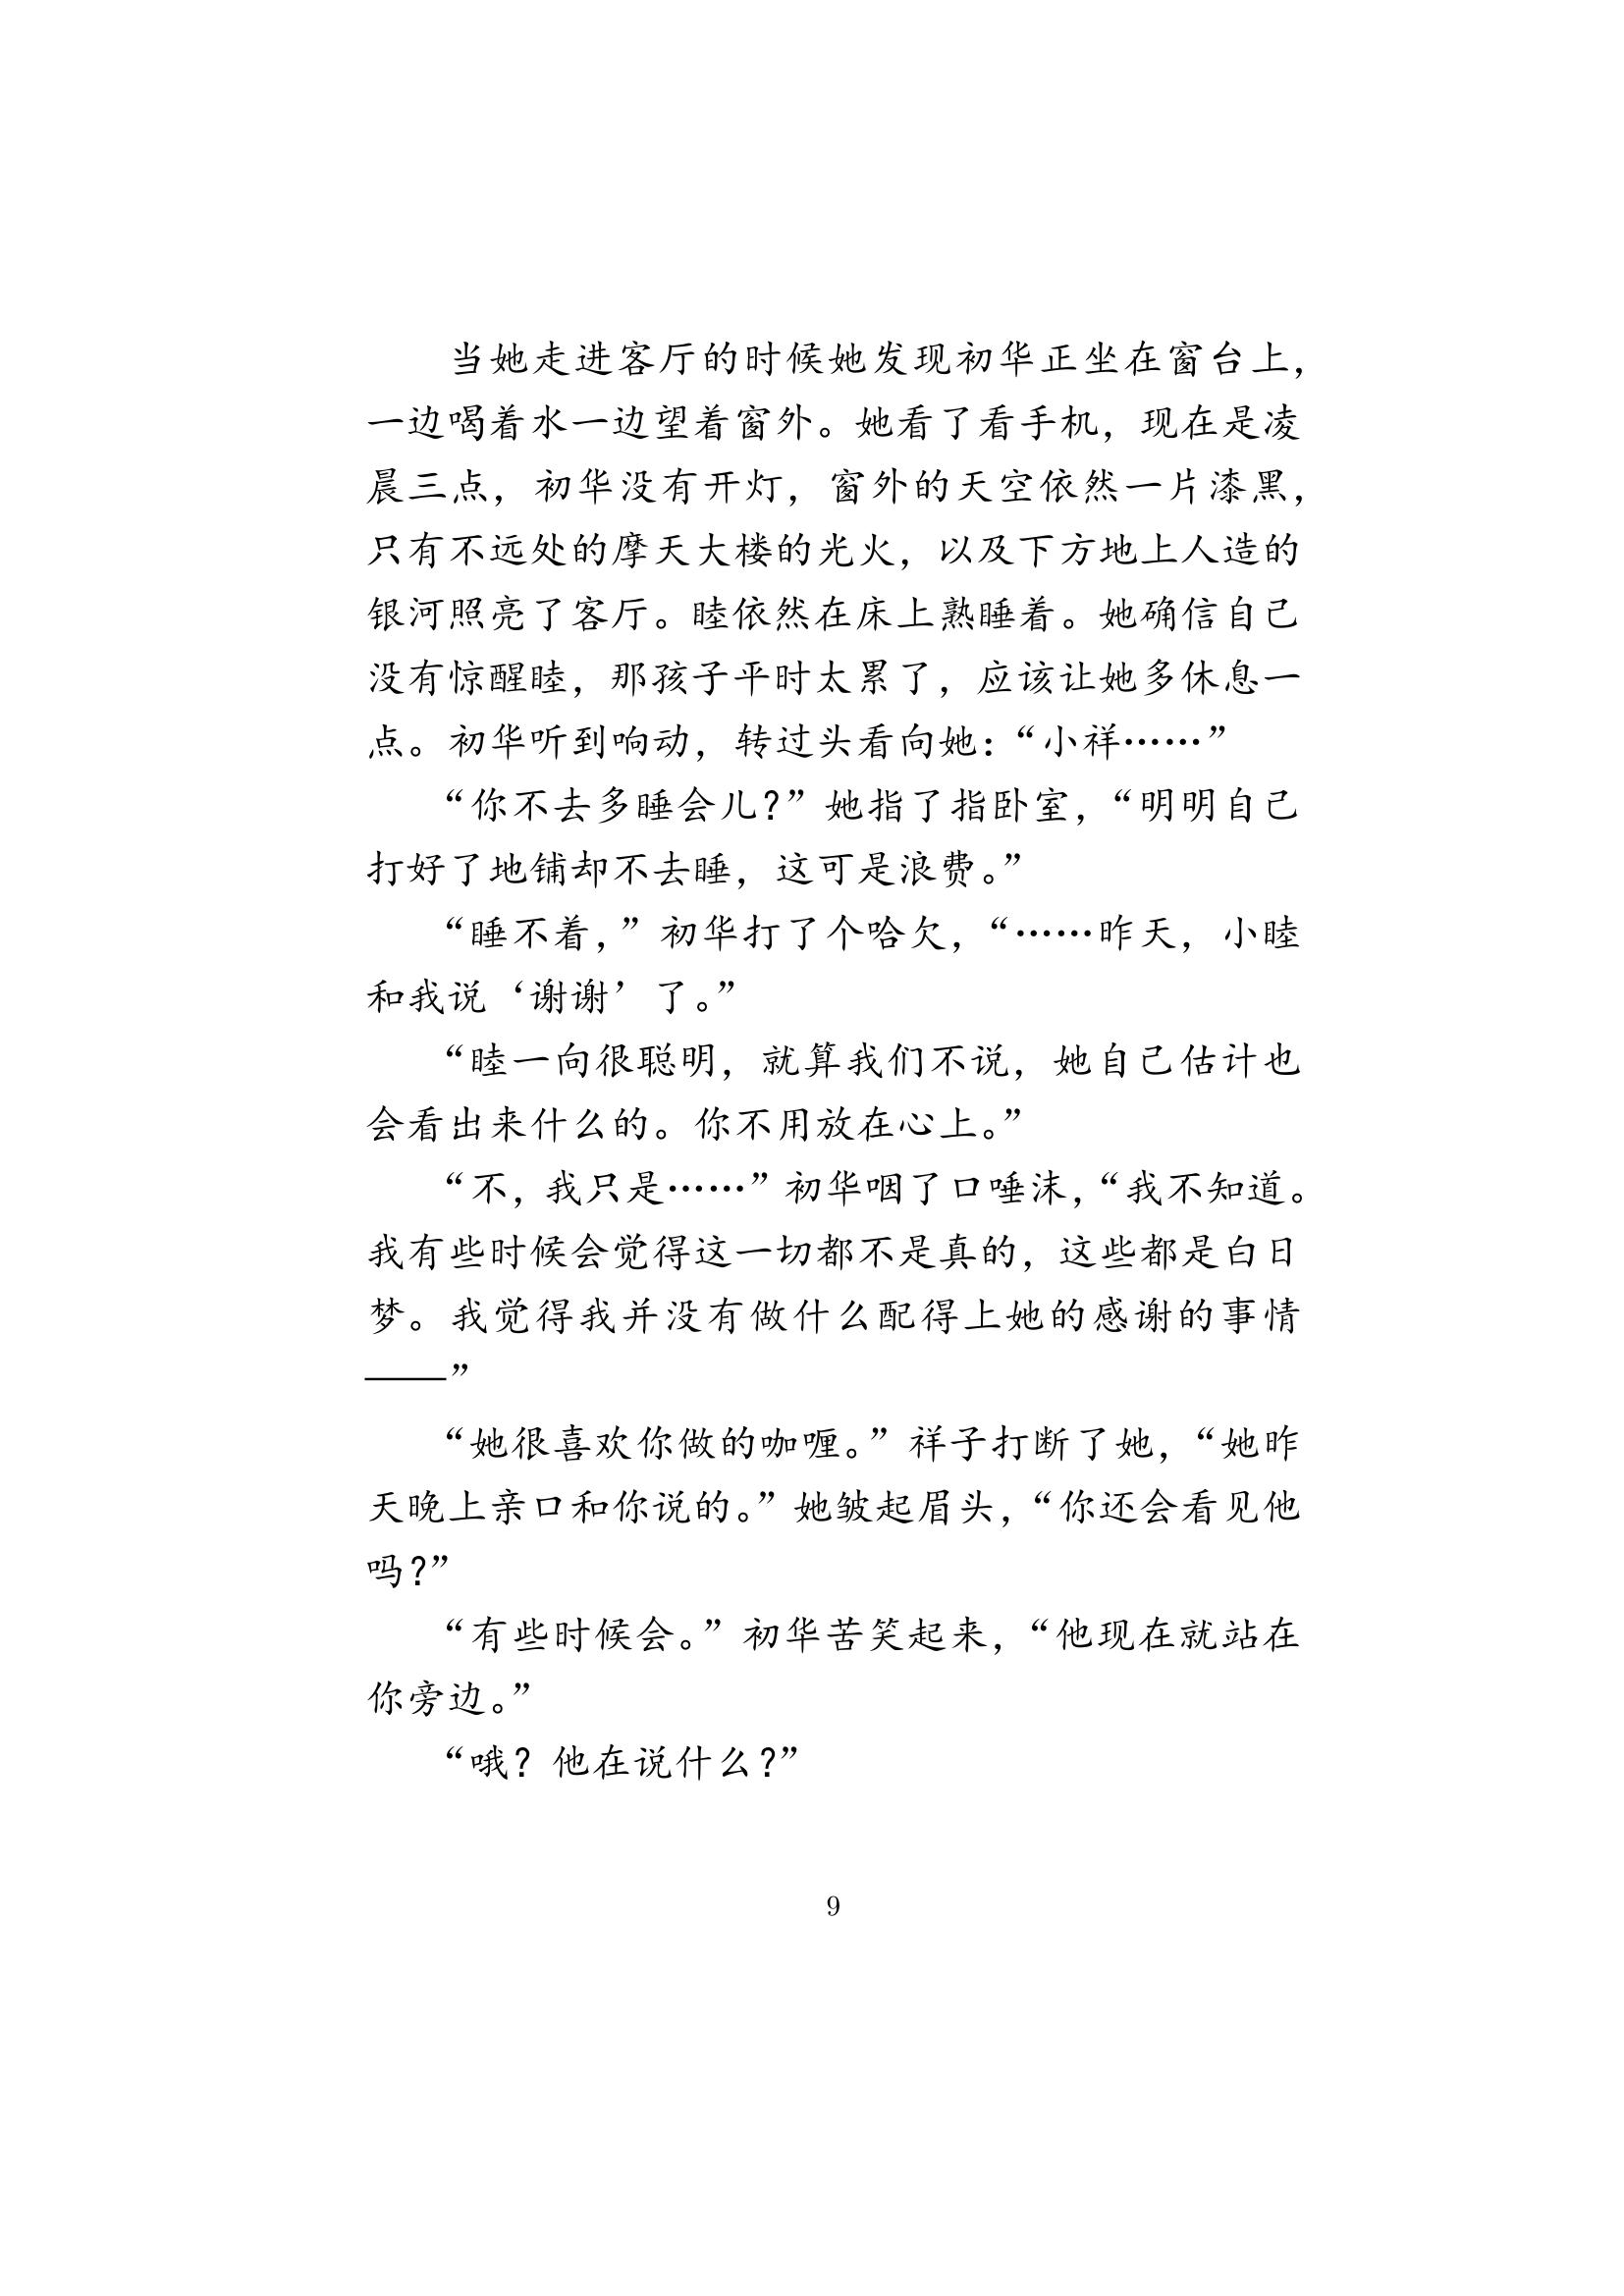 当她走进客厅的时候她发现初华正坐在窗台上，
一边喝着水一边望着窗外。她看了看手机，现在是凌
晨三点，初华没有开灯，窗外的天空依然一片漆黑，
只有不远处的摩天大楼的光火，以及下方地上人造的
银河照亮了客厅。睦依然在床上熟睡着。她确信自己
没有惊醒睦，那孩子平时太累了，应该让她多休息一
点。初华听到响动，转过头看向她：“小祥……”
“你不去多睡会儿？”她指了指卧室，“明明自己
打好了地铺却不去睡，这可是浪费。”
“睡不着，”初华打了个哈欠，“……昨天，小睦
和我说‘谢谢’了。”
“睦一向很聪明，就算我们不说，她自己估计也
会看出来什么的。你不用放在心上。”
“不，我只是……”初华咽了口唾沫，“我不知道。
我有些时候会觉得这一切都不是真的，这些都是白日
梦。我觉得我并没有做什么配得上她的感谢的事情
——”
“她很喜欢你做的咖喱。”祥子打断了她，“她昨
天晚上亲口和你说的。”她皱起眉头，“你还会看见他
吗？”
“有些时候会。”初华苦笑起来，“他现在就站在
你旁边。”
“哦？他在说什么？”
9